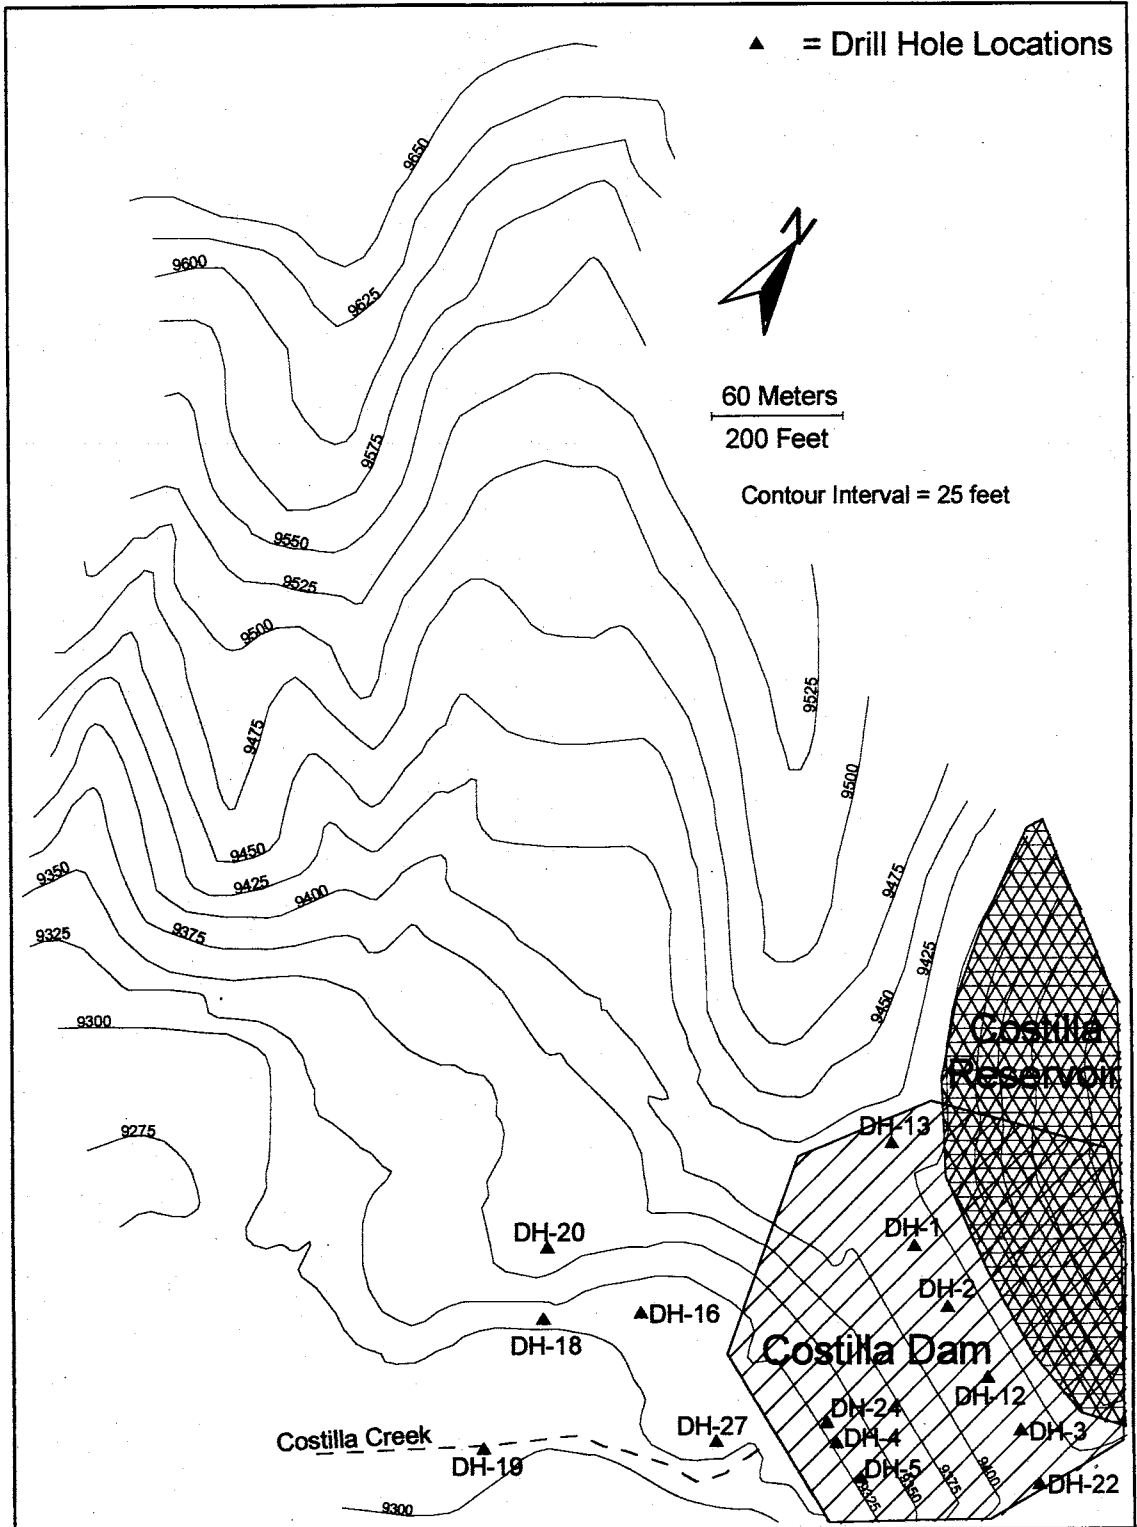 ▲ = Drill Hole Locations
9650
N
9600
9625
60 Meters
200 Feet
9575
Contour Interval = 25 feet
9550
9525
9500
9525
9475
9500
9450
9475
9425
9350
9400
9325
9375
9425
9450
9300
Costilla
Reservoir
9275
DH-13
DH-20
DH-1
DH-2
DH-16
DH-18
Costilla Dam
DH-12
DH-24
DH-27
DH-3
Costilla Creek
DH-4
DH-19
DH-5
DH-22
9300
9325
9350
9375
9400